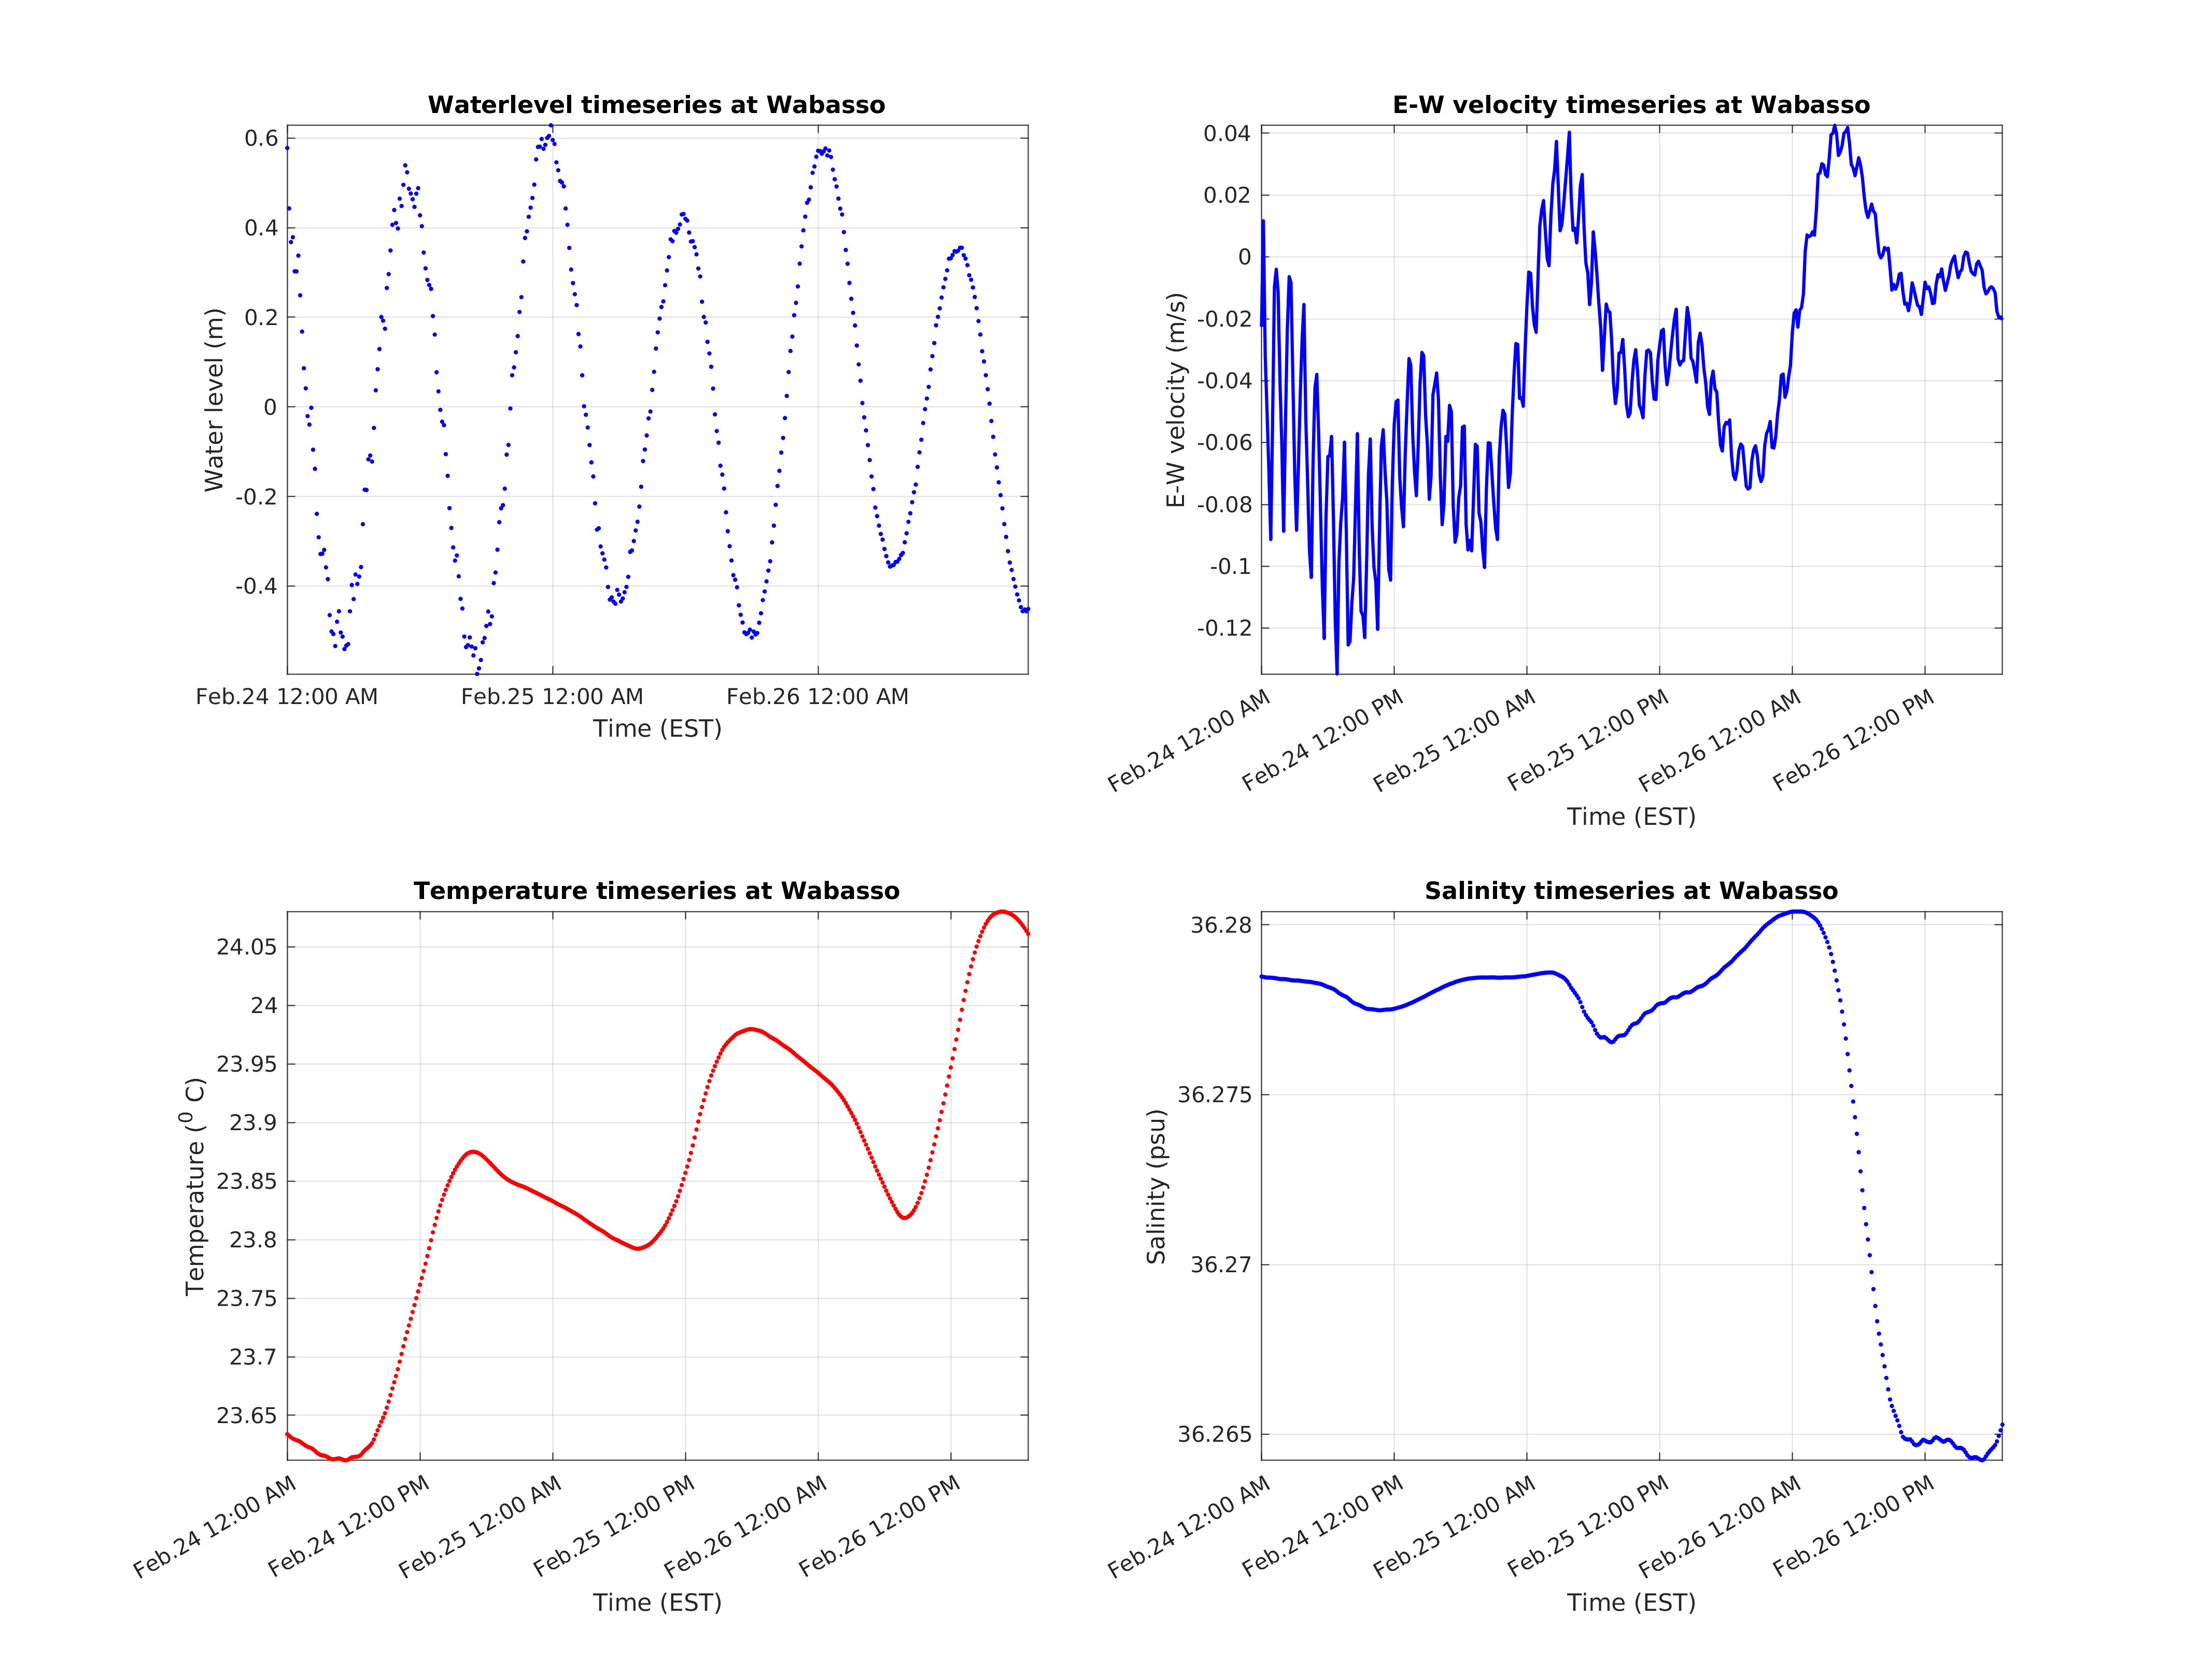 Waterlevel timeseries at Wabasso
0.6
0.4
0.2
0
-0.2
-0.4
Water level (m)
Feb.24 12:00 AM
Feb.25 12:00 AM
Feb.26 12:00 AM
Time (EST)
E-W velocity timeseries at Wabasso
0.04
0.02
0
-0.02
-0.04
-0.06
-0.08
-0.1
-0.12
E-W velocity (m/s)
Feb.24 12:00 AM
Feb.24 12:00 PM
Feb.25 12:00 AM
Feb.25 12:00 PM
Feb.26 12:00 AM
Feb.26 12:00 PM
Time (EST)
Temperature timeseries at Wabasso
24.05
24
23.95
23.9
23.85
23.8
23.75
23.7
23.65
Temperature (⁰ C)
Feb.24 12:00 AM
Feb.24 12:00 PM
Feb.25 12:00 AM
Feb.25 12:00 PM
Feb.26 12:00 AM
Feb.26 12:00 PM
Time (EST)
Salinity timeseries at Wabasso
36.28
36.275
36.27
36.265
Salinity (psu)
Feb.24 12:00 AM
Feb.24 12:00 PM
Feb.25 12:00 AM
Feb.25 12:00 PM
Feb.26 12:00 AM
Feb.26 12:00 PM
Time (EST)